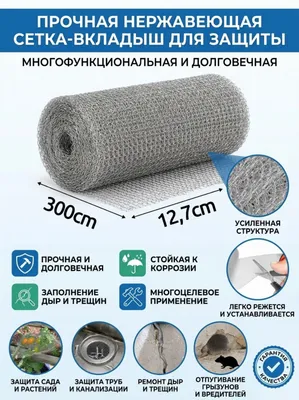 ПРОЧНАЯ НЕРЖАВЕЮЩАЯ
СЕТКА-ВКЛАДЫШ ДЛЯ ЗАЩИТЫ
МНОГОФУНКЦИОНАЛЬНАЯ И ДОЛГОВЕЧНАЯ
300cm
12,7cm
УСИЛЕННАЯ
СТРУКТУРА
ПРОЧНАЯ И
ДОЛГОВЕЧНАЯ
СТОЙКАЯ К
КОРРОЗИИ
ЗАПОЛНЕНИЕ
ДЫР И ТРЕЩИН
МНОГОЦЕЛЕВОЕ
ПРИМЕНЕНИЕ
ЛЕГКО РЕЖЕТСЯ
И УСТАНАВЛИВАЕТСЯ
ЗАЩИТА САДА
И РАСТЕНИЙ
ЗАЩИТА ТРУБ
И КАНАЛИЗАЦИИ
РЕМОНТ ДЫР И
ТРЕЩИН
ОТПУГИВАНИЕ
ГРЫЗУНОВ
И ВРЕДИТЕЛЕЙ
ГАРАНТИЯ
КАЧЕСТВА